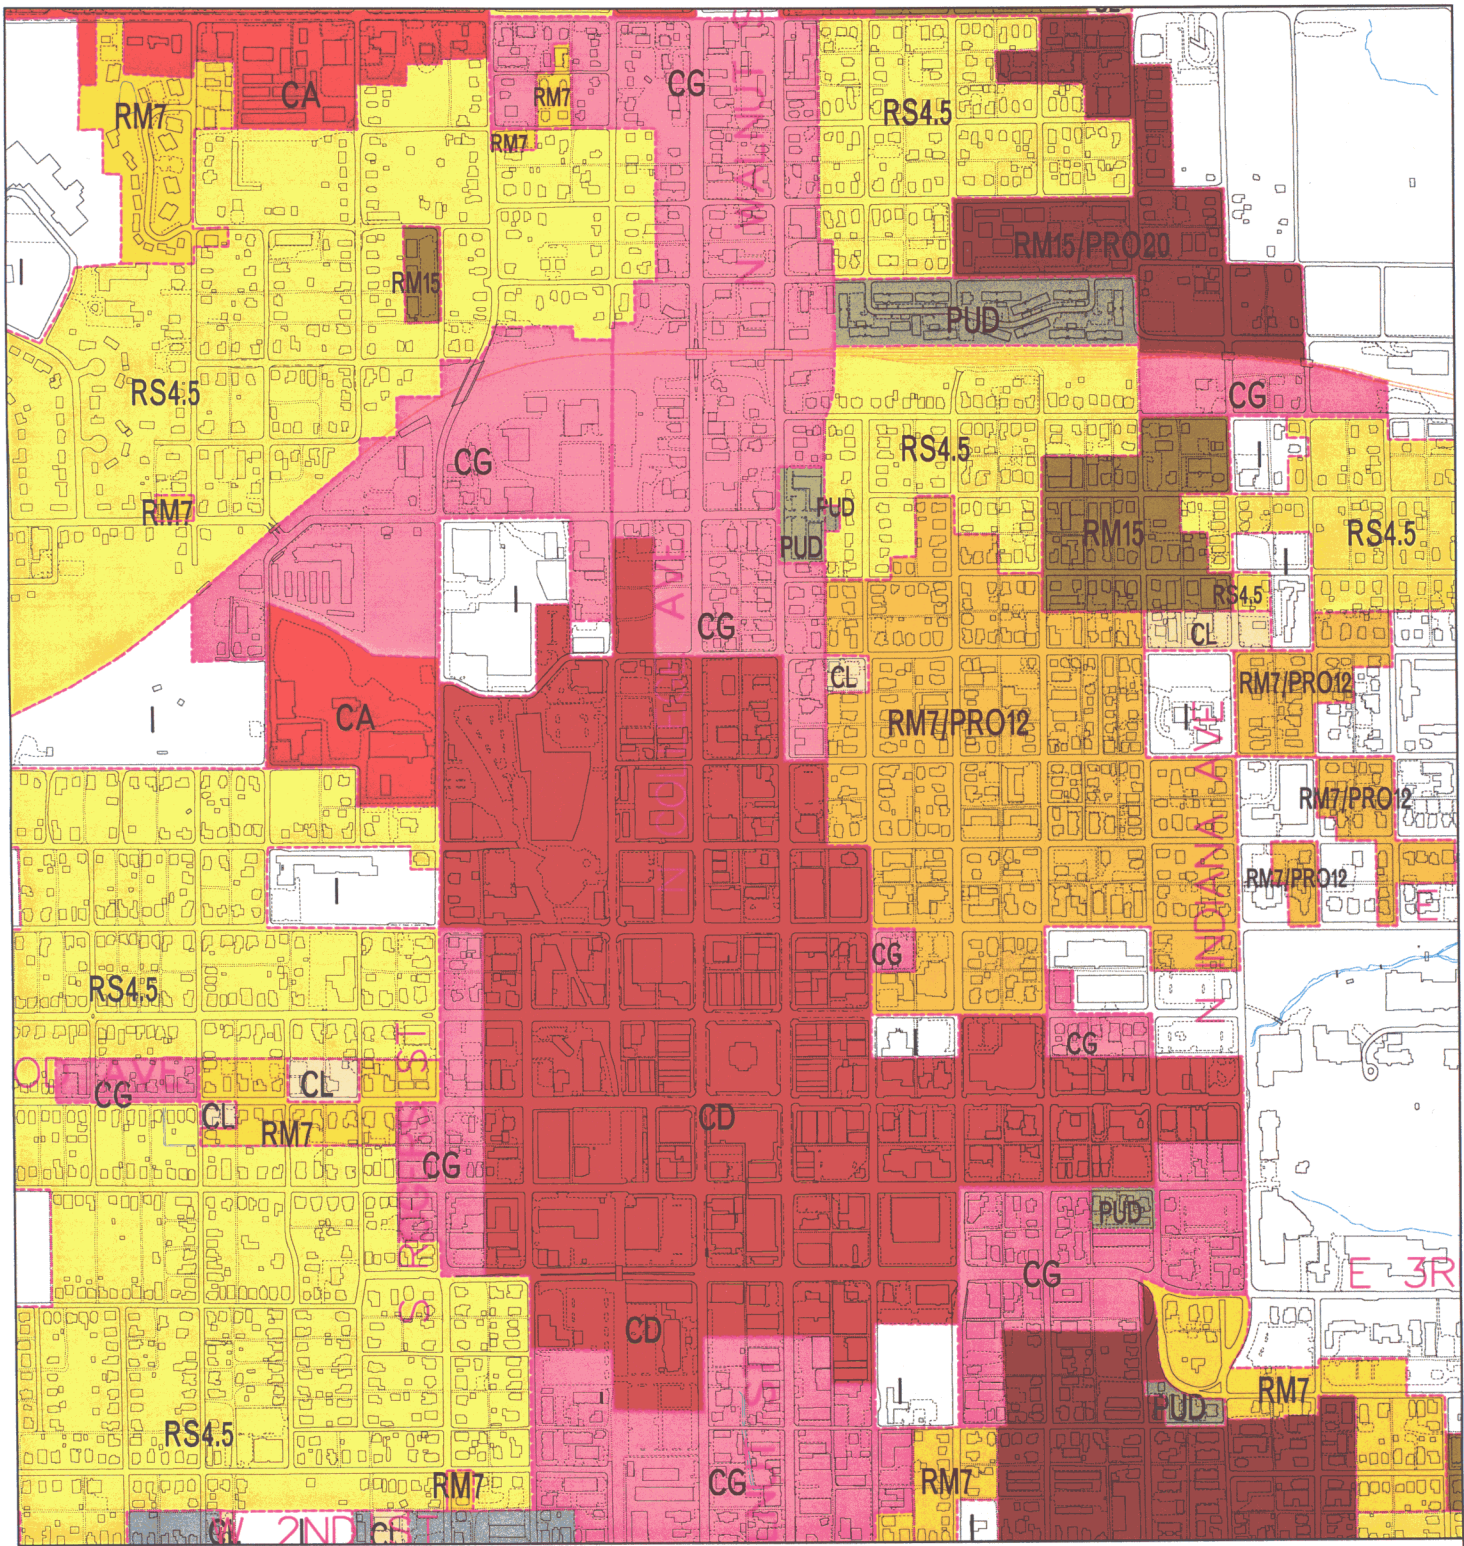 CA
RM7
CG
RM7
RS4.5
RM7
N WALNUT S
RM15/PRO20
I
RM15
PUD
RS4.5
CG
RS4.5
CG
I
RM7
PUD
RM15
RS4.5
PUD
I
I
RS4.5
N COLLEGE AVE
CG
CL
CL
RM7/PRO12
CA
RM7/PRO12
I
I
N INDIANA AVE
RM7/PRO12
RM7/PRO12
I
E
CG
RS4.5
I
CG
CG
CL
CL
RM7
CD
S ROGERS ST
CG
PUD
CG
E 3R
CD
I
I
RM7
PUD
RS4.5
RM7
CG
RM7
CL
W 2ND ST
I
CL
I